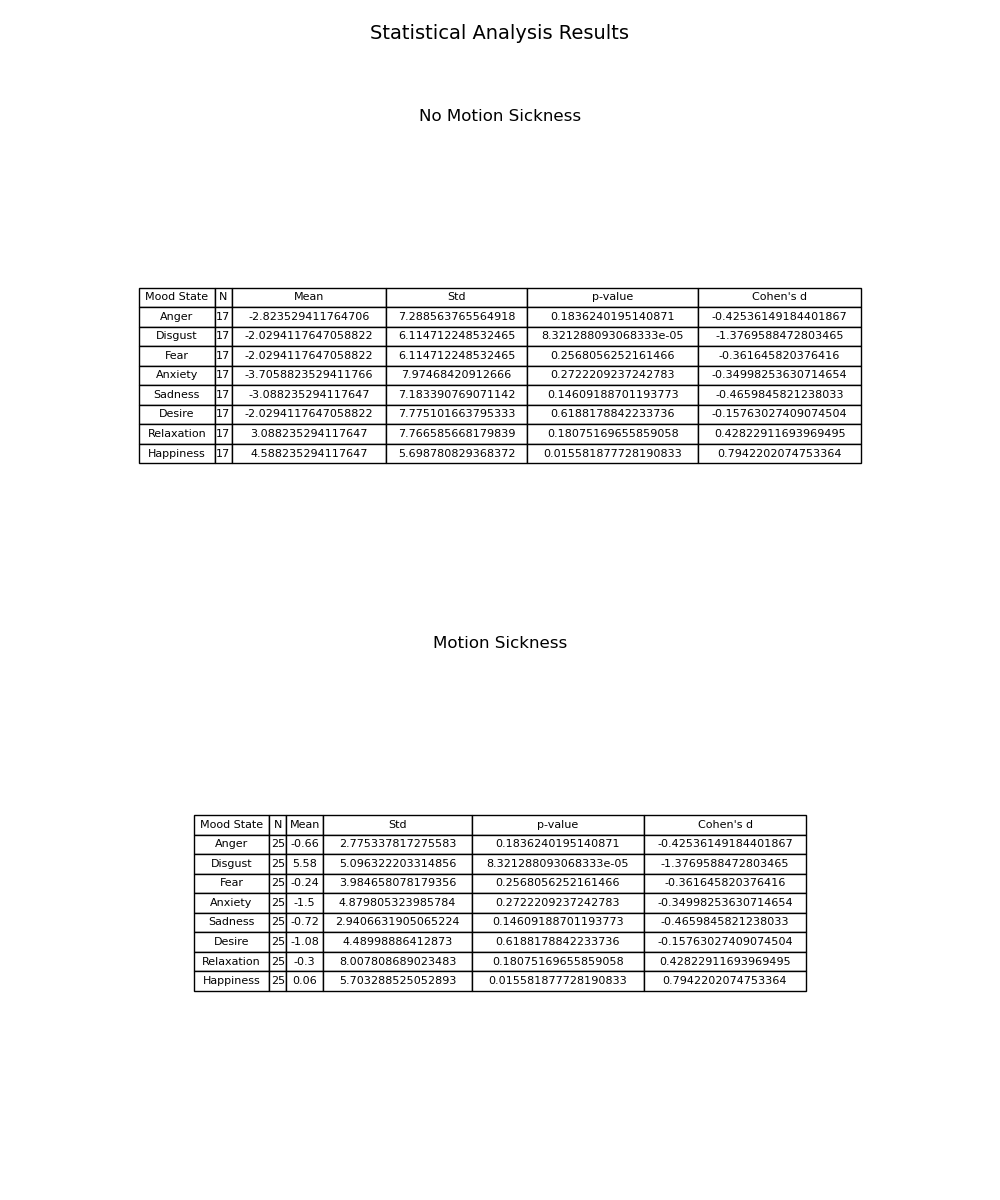 Statistical Analysis Results
No Motion Sickness
Mood State N Mean Std p-value Cohen's d
Anger 17 -2.823529411764706 7.288563765564918 0.1836240195140871 -0.42536149184401867
Disgust 17 -2.0294117647058822 6.114712248532465 8.321288093068333e-05 -1.3769588472803465
Fear 17 -2.0294117647058822 6.114712248532465 0.2568056252161466 -0.361645820376416
Anxiety 17 -3.7058823529411766 7.97468420912666 0.2722209237242783 -0.34998253630714654
Sadness 17 -3.088235294117647 7.183390769071142 0.14609188701193773 -0.4659845821238033
Desire 17 -2.0294117647058822 7.775101663795333 0.6188178842233736 -0.15763027409074504
Relaxation 17 3.088235294117647 7.766585668179839 0.18075169655859058 0.42822911693969495
Happiness 17 4.588235294117647 5.698780829368372 0.015581877728190833 0.7942202074753364
Motion Sickness
Mood State N Mean Std p-value Cohen's d
Anger 25 -0.66 2.775337817275583 0.1836240195140871 -0.42536149184401867
Disgust 25 5.58 5.096322203314856 8.321288093068333e-05 -1.3769588472803465
Fear 25 -0.24 3.984658078179356 0.2568056252161466 -0.361645820376416
Anxiety 25 -1.5 4.879805323985784 0.2722209237242783 -0.34998253630714654
Sadness 25 -0.72 2.9406631905065224 0.14609188701193773 -0.4659845821238033
Desire 25 -1.08 4.48998886412873 0.6188178842233736 -0.15763027409074504
Relaxation 25 -0.3 8.007808689023483 0.18075169655859058 0.42822911693969495
Happiness 25 0.06 5.703288525052893 0.015581877728190833 0.7942202074753364